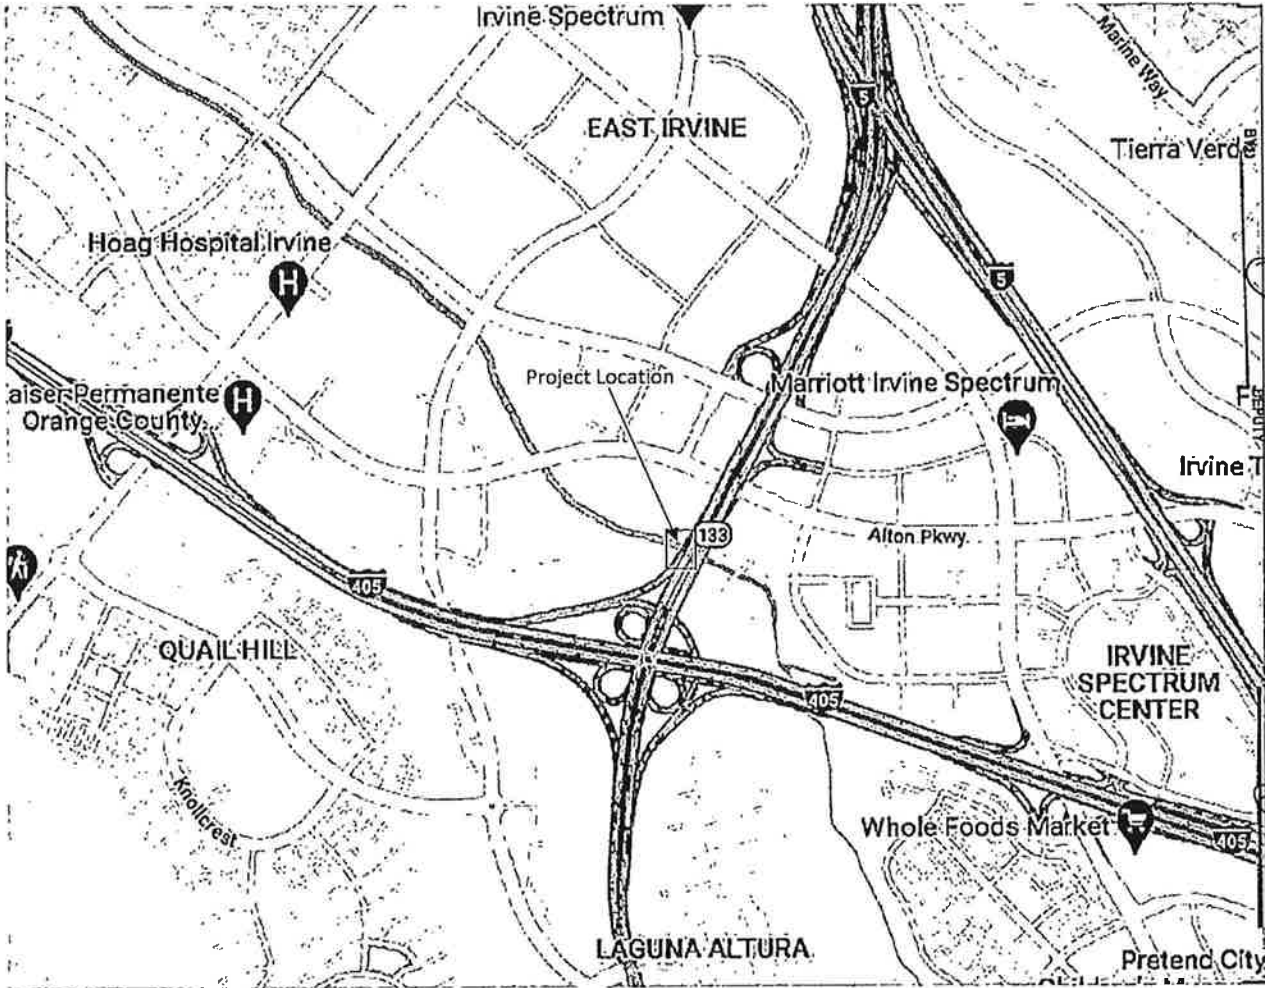 Irvine Spectrum
Marine Way
5
EAST IRVINE
Tierra Verde
Hoag Hospital Irvine
H
5
Project Location
Marriott Irvine Spectrum
aiser Permanente
Orange County
H
F
Irvine T
133
Alton Pkwy.
405
QUAIL HILL
IRVINE
SPECTRUM
CENTER
405
Knollcrest
Whole Foods Market
405
LAGUNA ALTURA
Pretend City